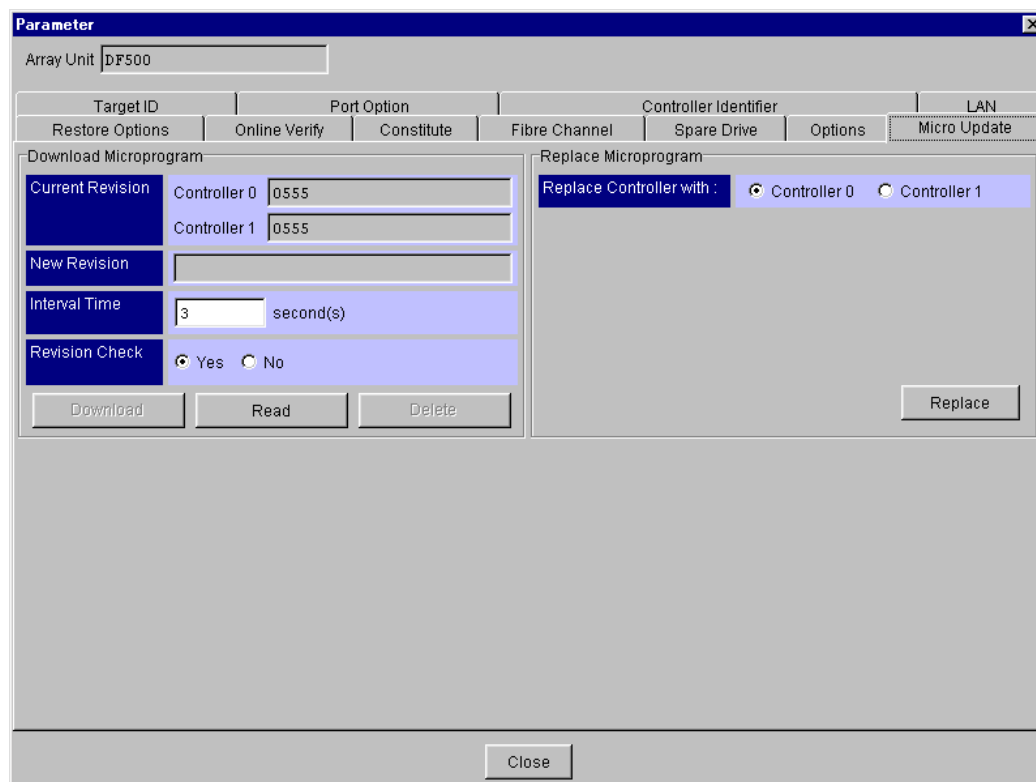 Parameter
Array Unit DF500
Target ID Port Option Controller Identifier LAN
Restore Options Online Verify Constitute Fibre Channel Spare Drive Options Micro Update
Download Microprogram
Current Revision Controller 0 0555
Controller 1 0555
New Revision
Interval Time 3 second(s)
Revision Check Yes No
Download Read Delete
Replace Microprogram
Replace Controller with : Controller 0 Controller 1
Replace
Close